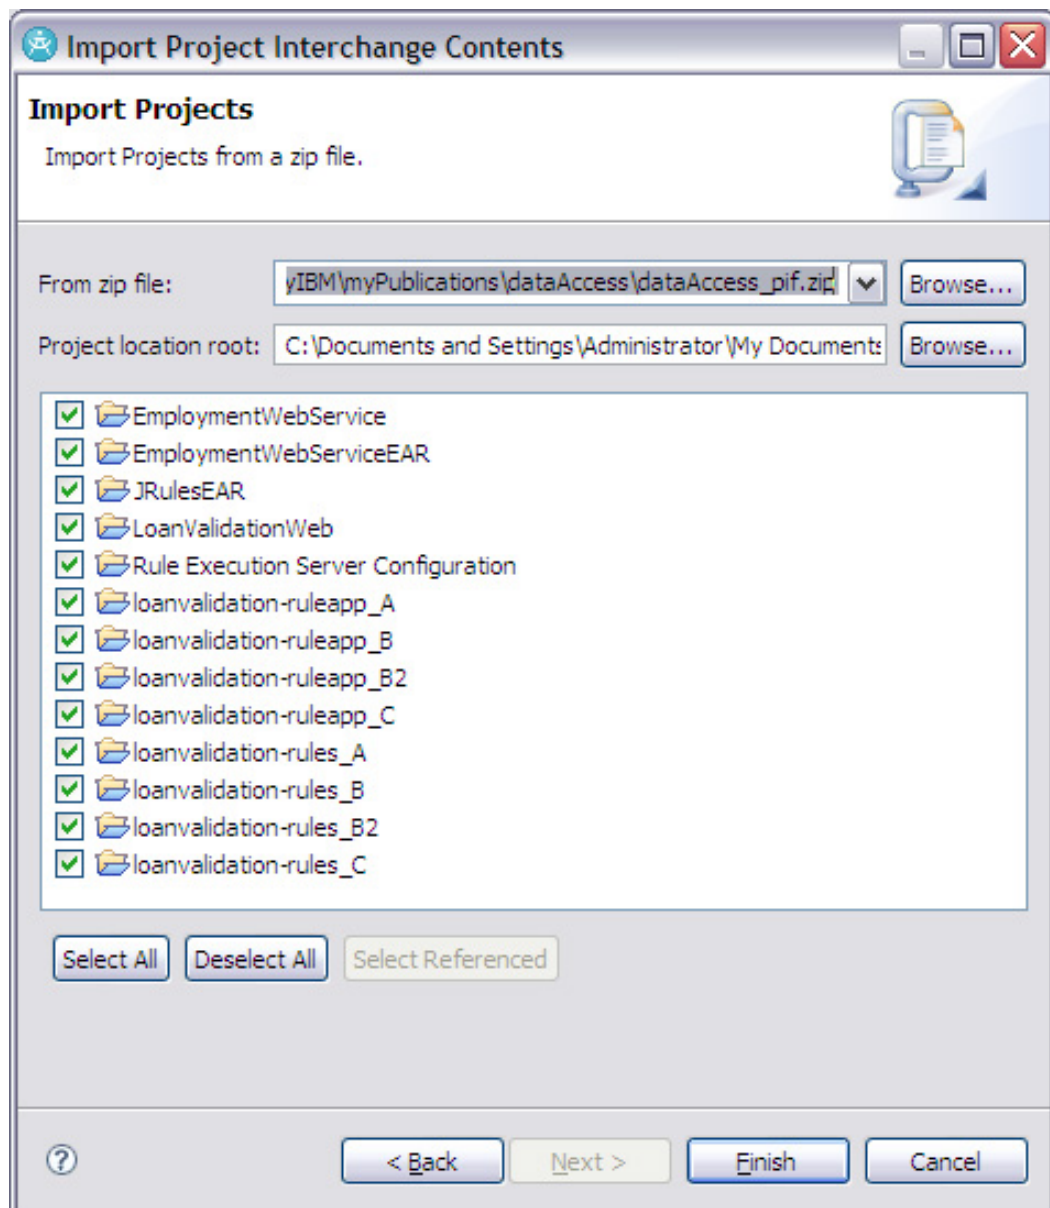 Import Project Interchange Contents
Import Projects
Import Projects from a zip file.
From zip file: yIBM\myPublications\dataAccess\dataAccess_pif.zip Browse...
Project location root: C:\Documents and Settings\Administrator\My Documents Browse...
EmploymentWebService
EmploymentWebServiceEAR
JRulesEAR
LoanValidationWeb
Rule Execution Server Configuration
loanvalidation-ruleapp_A
loanvalidation-ruleapp_B
loanvalidation-ruleapp_B2
loanvalidation-ruleapp_C
loanvalidation-rules_A
loanvalidation-rules_B
loanvalidation-rules_B2
loanvalidation-rules_C
Select All Deselect All Select Referenced
? < Back Next > Finish Cancel